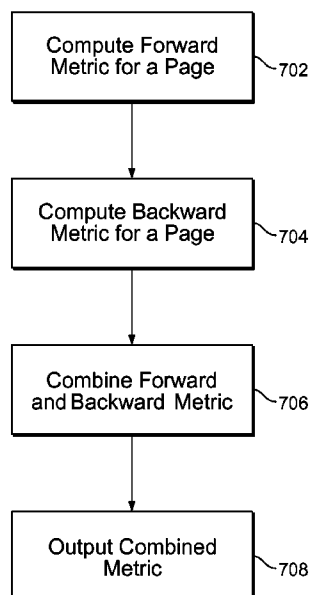 Compute Forward
Metric for a Page
702
Compute Backward
Metric for a Page
704
Combine Forward
and Backward Metric
706
Output Combined
Metric
708